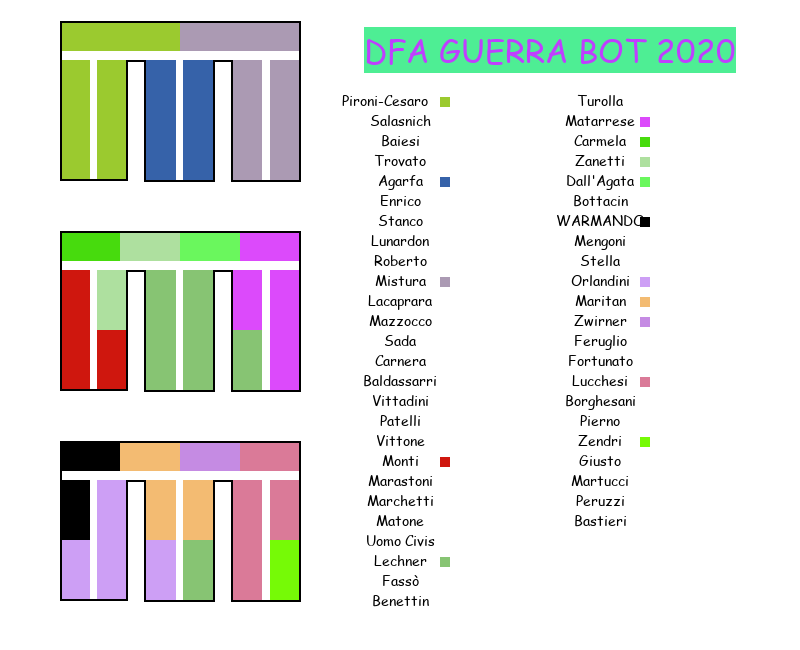 DFA GUERRA BOT 2020
Pironi-Cesaro
Salasnich
Baiesi
Trovato
Agarfa
Enrico
Stanco
Lunardon
Roberto
Mistura
Lacaprara
Mazzocco
Sada
Carnera
Baldassarri
Vittadini
Patelli
Vittone
Monti
Marastoni
Marchetti
Matone
Uomo Civis
Lechner
Fassò
Benettin
Turolla
Matarrese
Carmela
Zanetti
Dall'Agata
Bottacin
WARMANDO
Mengoni
Stella
Orlandini
Maritan
Zwirner
Feruglio
Fortunato
Lucchesi
Borghesani
Pierno
Zendri
Giusto
Martucci
Peruzzi
Bastieri